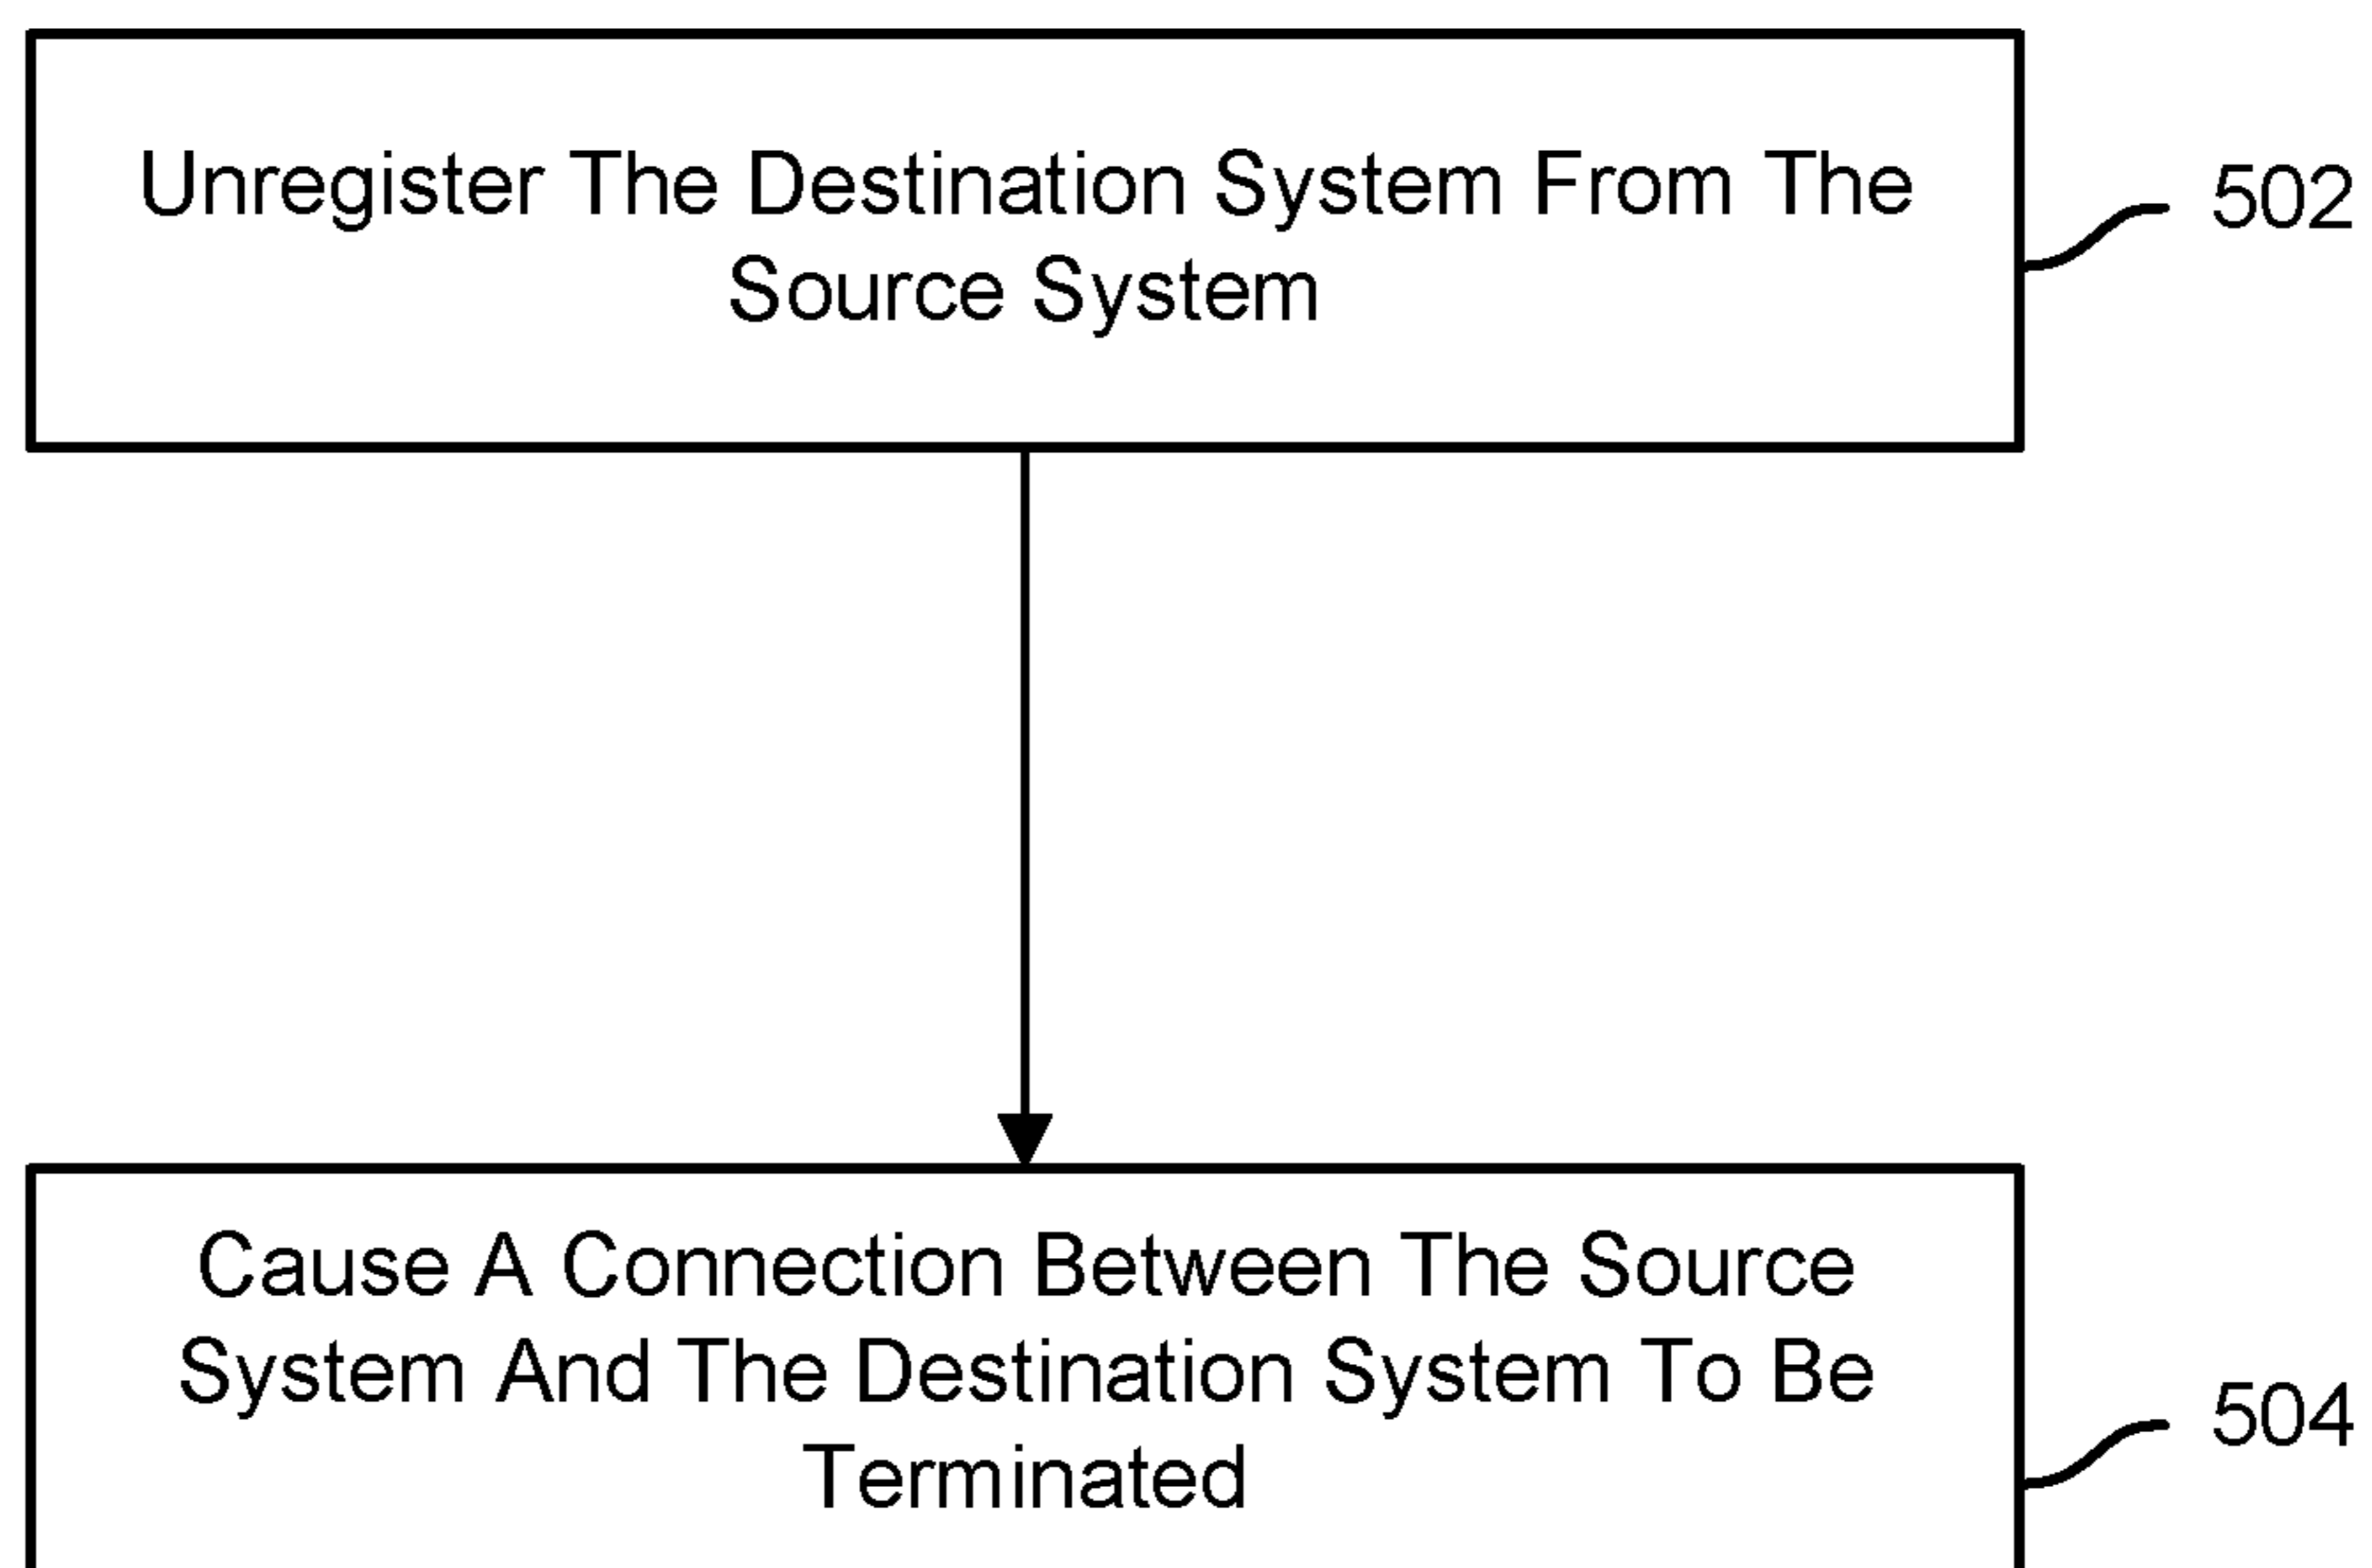 Unregister The Destination System From The
Source System
502
Cause A Connection Between The Source
System And The Destination System To Be
Terminated
504